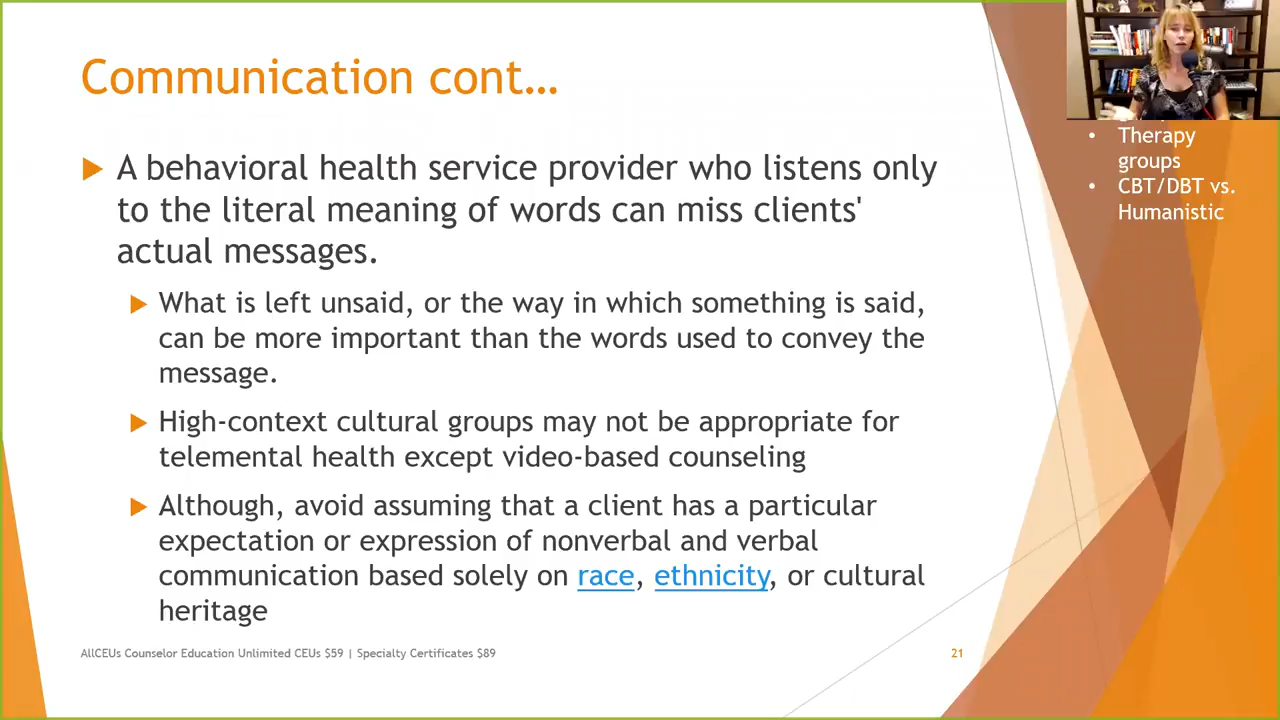 Communication cont…
A behavioral health service provider who listens only
to the literal meaning of words can miss clients'
actual messages.
What is left unsaid, or the way in which something is said,
can be more important than the words used to convey the
message.
High-context cultural groups may not be appropriate for
telemental health except video-based counseling
Although, avoid assuming that a client has a particular
expectation or expression of nonverbal and verbal
communication based solely on race, ethnicity, or cultural
heritage
AllCEUs Counselor Education Unlimited CEUs $59 | Specialty Certificates $89
21
• Therapy
groups
• CBT/DBT vs.
Humanistic